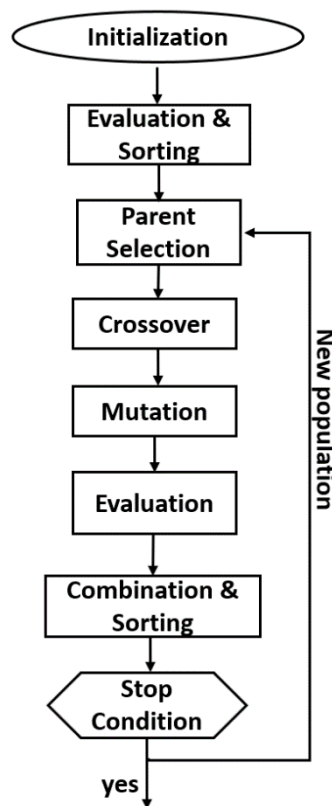 Initialization
Evaluation &
Sorting
Parent
Selection
Crossover
Mutation
Evaluation
Combination &
Sorting
Stop
Condition
New population
yes